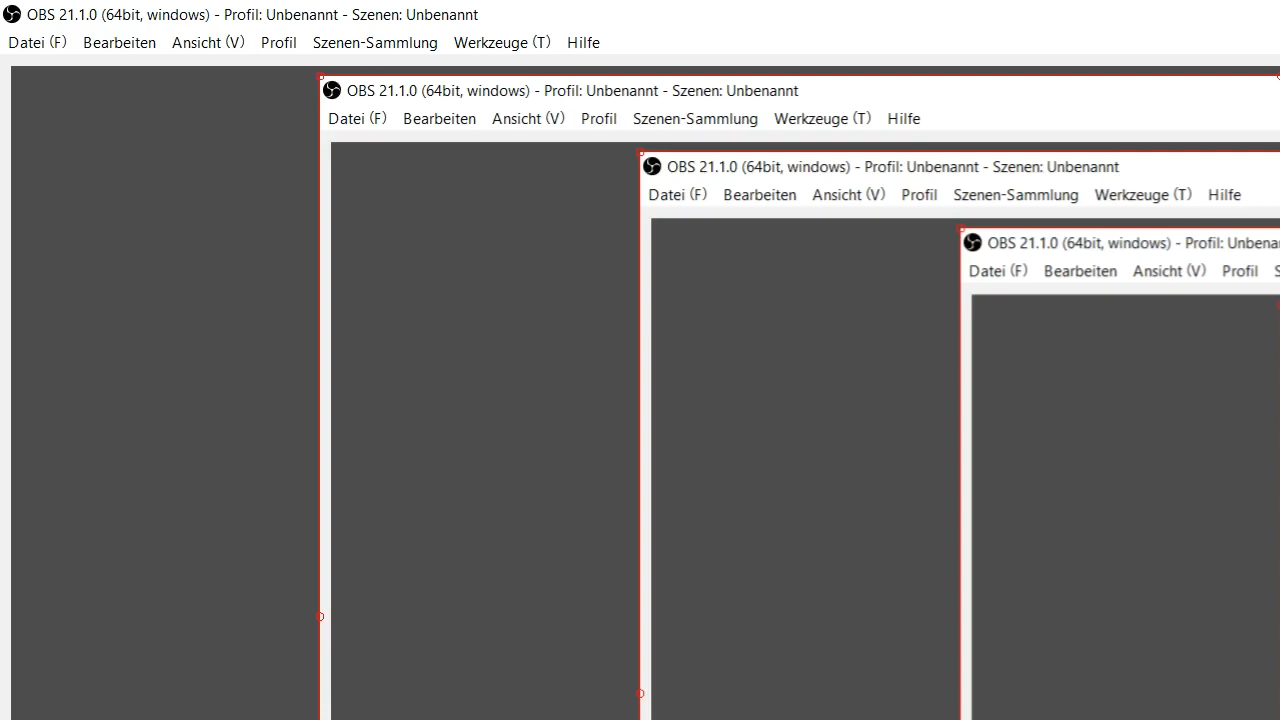 OBS 21.1.0 (64bit, windows) - Profil: Unbenannt - Szenen: Unbenannt
Datei (F) Bearbeiten Ansicht (V) Profil Szenen-Sammlung Werkzeuge (T) Hilfe
OBS 21.1.0 (64bit, windows) - Profil: Unbenannt - Szenen: Unbenannt
Datei (F) Bearbeiten Ansicht (V) Profil Szenen-Sammlung Werkzeuge (T) Hilfe
OBS 21.1.0 (64bit, windows) - Profil: Unbenannt - Szenen: Unbenannt
Datei (F) Bearbeiten Ansicht (V) Profil Szenen-Sammlung Werkzeuge (T) Hilfe
OBS 21.1.0 (64bit, windows) - Profil:
Datei (F) Bearbeiten Ansicht (V) Profil